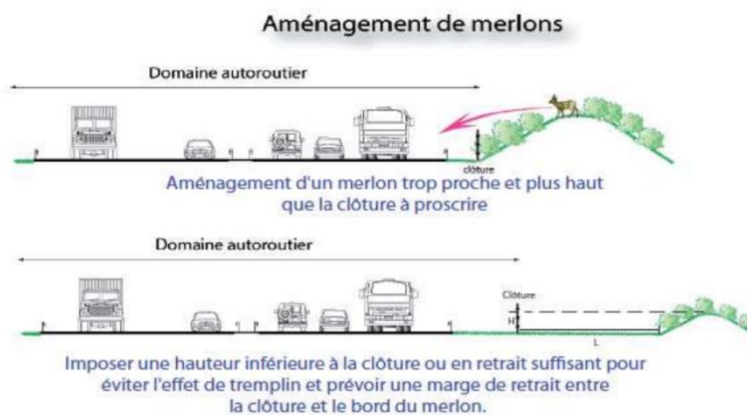 Aménagement de merlons
Domaine autoroutier
clôture
Aménagement d'un merlon trop proche et plus haut
que la clôture à proscrire
Domaine autoroutier
Clôture
H
L
Imposer une hauteur inférieure à la clôture ou en retrait suffisant pour
éviter l'effet de tremplin et prévoir une marge de retrait entre
la clôture et le bord du merlon.